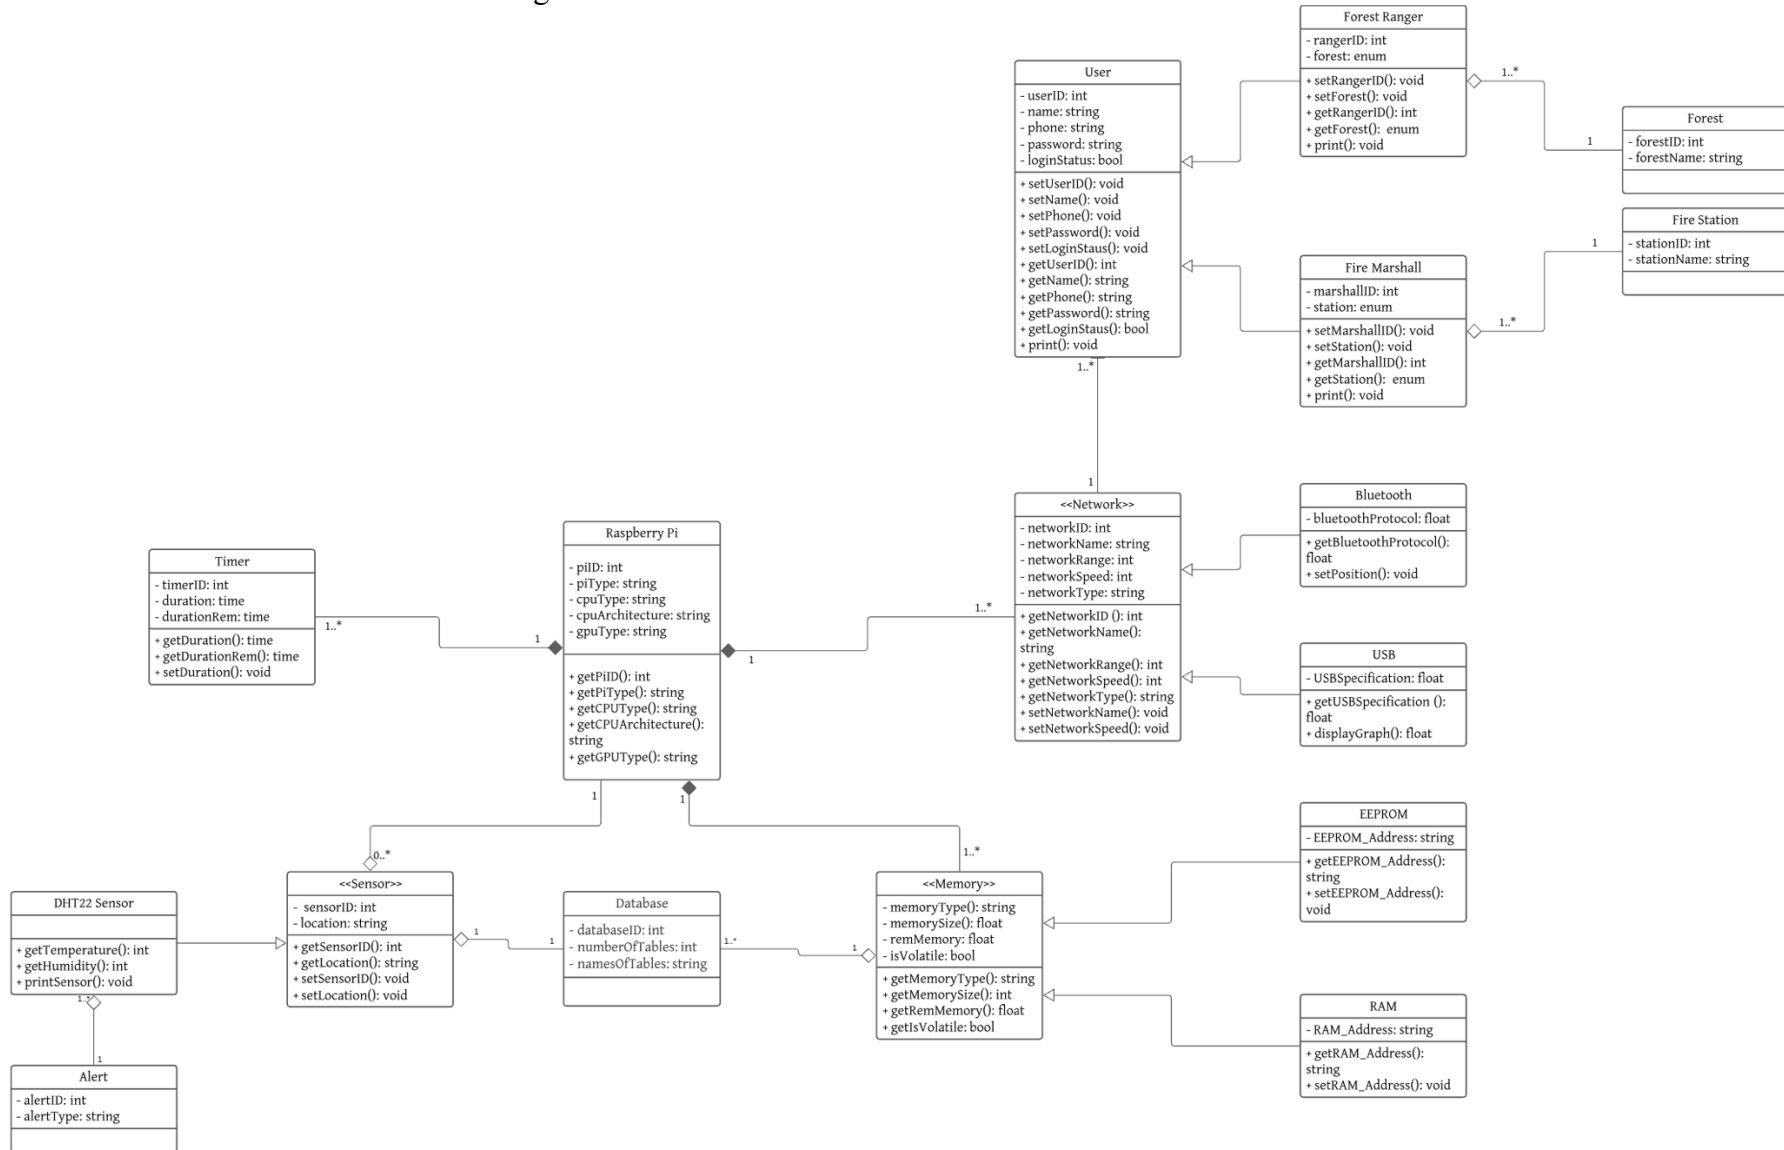 g
Forest Ranger
- rangerID: int
- forest: enum
+ setRangerID(): void
+ setForest(): void
+ getRangerID(): int
+ getForest():  enum
+ print(): void
1..*
1
Forest
- forestID: int
- forestName: string
User
- userID: int
- name: string
- phone: string
- password: string
- loginStatus: bool
+ setUserID(): void
+ setName(): void
+ setPhone(): void
+ setPassword(): void
+ setLoginStaus(): void
+ getUserID(): int
+ getName(): string
+ getPhone(): string
+ getPassword(): string
+ getLoginStaus(): bool
+ print(): void
1..*
1
Fire Station
- stationID: int
- stationName: string
1
Fire Marshall
- marshallID: int
- station: enum
+ setMarshallID(): void
+ setStation(): void
+ getMarshallID(): int
+ getStation():  enum
+ print(): void
1..*
<<Network>>
- networkID: int
- networkName: string
- networkRange: int
- networkSpeed: int
- networkType: string
+ getNetworkID (): int
+ getNetworkName():
string
+ getNetworkRange(): int
+ getNetworkSpeed(): int
+ getNetworkType(): string
+ setNetworkName(): void
+ setNetworkSpeed(): void
1..*
1
Bluetooth
- bluetoothProtocol: float
+ getBluetoothProtocol():
float
+ setPosition(): void
USB
- USBSpecification: float
+ getUSBSpecification ():
float
+ displayGraph(): float
Raspberry Pi
- piID: int
- piType: string
- cpuType: string
- cpuArchitecture: string
- gpuType: string
+ getPiID(): int
+ getPiType(): string
+ getCPUType(): string
+ getCPUArchitecture():
string
+ getGPUType(): string
Timer
- timerID: int
- duration: time
- durationRem: time
+ getDuration(): time
+ getDurationRem(): time
+ setDuration(): void
1..*
1
1
0..*
1
1..*
<<Sensor>>
- sensorID: int
- location: string
+ getSensorID(): int
+ getLocation(): string
+ setSensorID(): void
+ setLocation(): void
1
1
Database
- databaseID: int
- numberOfTables: int
- namesOfTables: string
1..*
1
<<Memory>>
- memoryType(): string
- memorySize(): float
- remMemory: float
- isVolatile: bool
+ getMemoryType(): string
+ getMemorySize(): int
+ getRemMemory(): float
+ getIsVolatile: bool
EEPROM
- EEPROM_Address: string
+ getEEPROM_Address():
string
+ setEEPROM_Address():
void
RAM
- RAM_Address: string
+ getRAM_Address():
string
+ setRAM_Address(): void
DHT22 Sensor
+ getTemperature(): int
+ getHumidity(): int
+ printSensor(): void
1..*
1
Alert
- alertID: int
- alertType: string